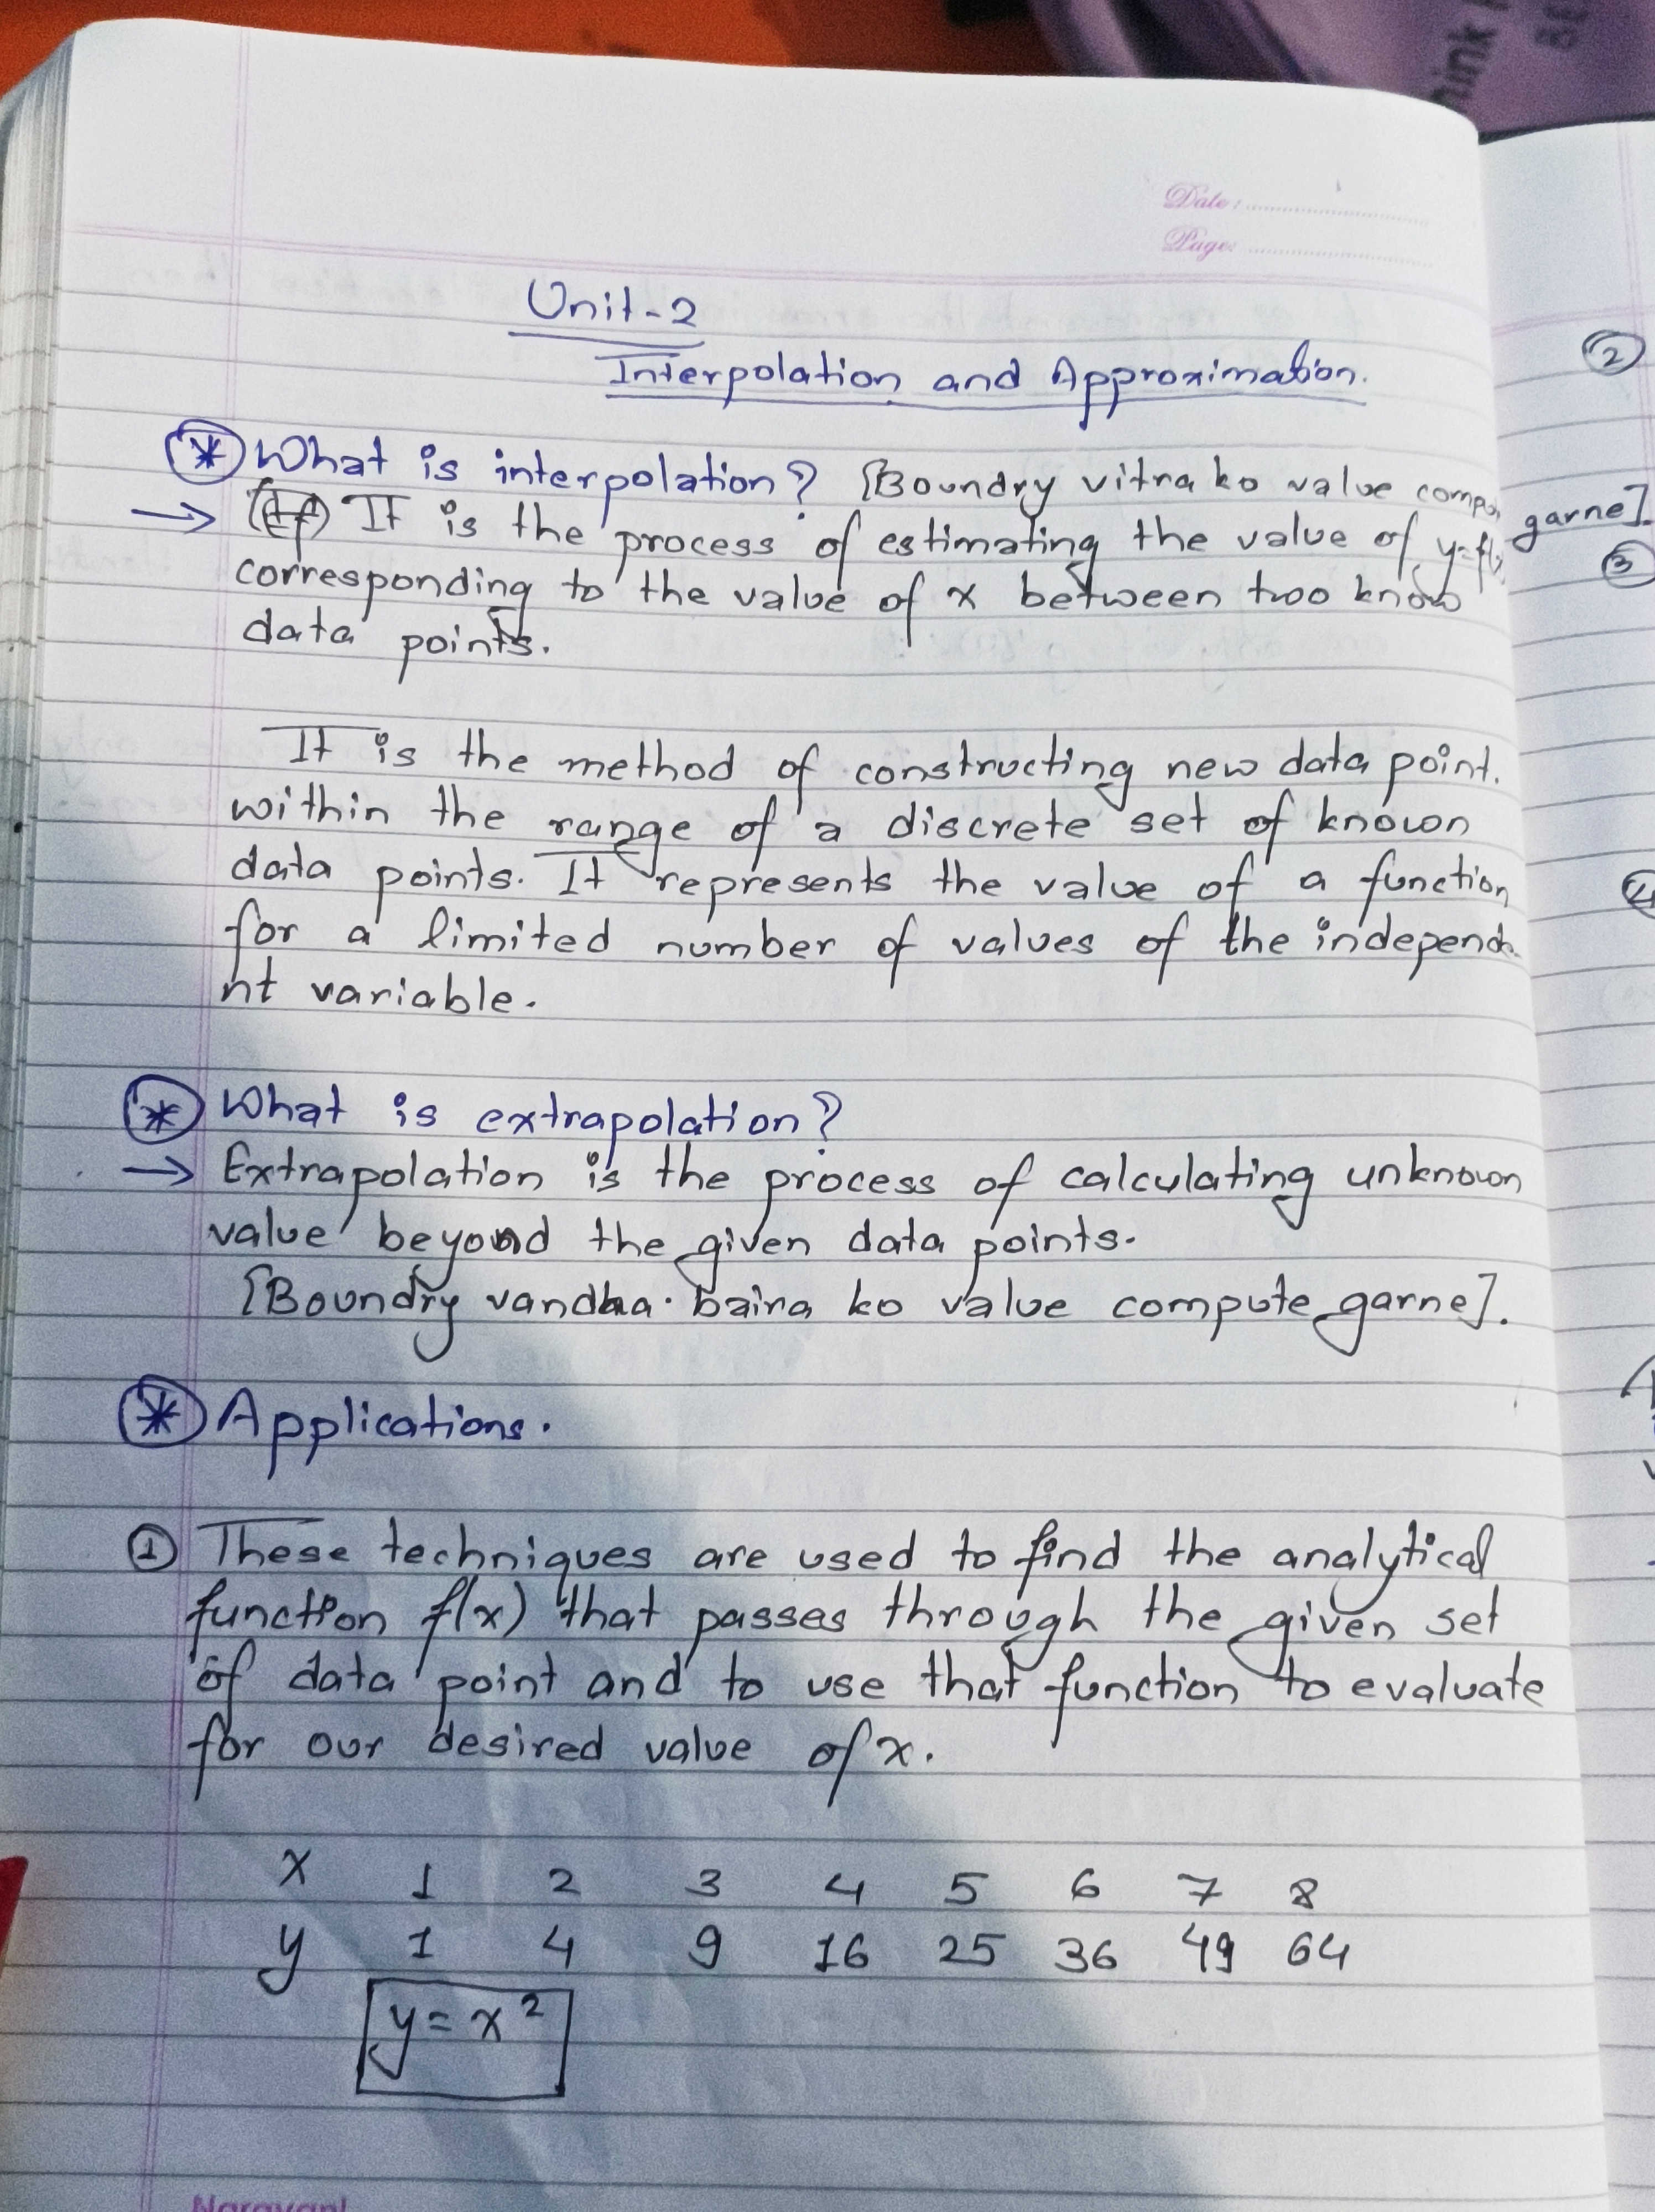 Think
Date:
Page:
Unit-2
Interpolation and Approximation.
* What is interpolation? [Boundry vitra ko value garne]
→ It is the process of estimating the value of
corresponding to the value of x between two know
data points.
It is the method of constructing new data point.
within the range of a discrete set of known
data points. It represents the value of a function
for a limited number of values of the independe
nt variable.
* What is extrapolation?
→ Extrapolation is the process of calculating unknown
value beyond the given data points.
[Boundry vandha baira ko value compute garne].
* Applications.
① These techniques are used to find the analytical
function f(x) that passes through the given set
of data point and to use that function to evaluate
for our desired value of x.
x 1 2 3 4 5 6 7 8
y 1 4 9 16 25 36 49 64
y = x²
②
③
④